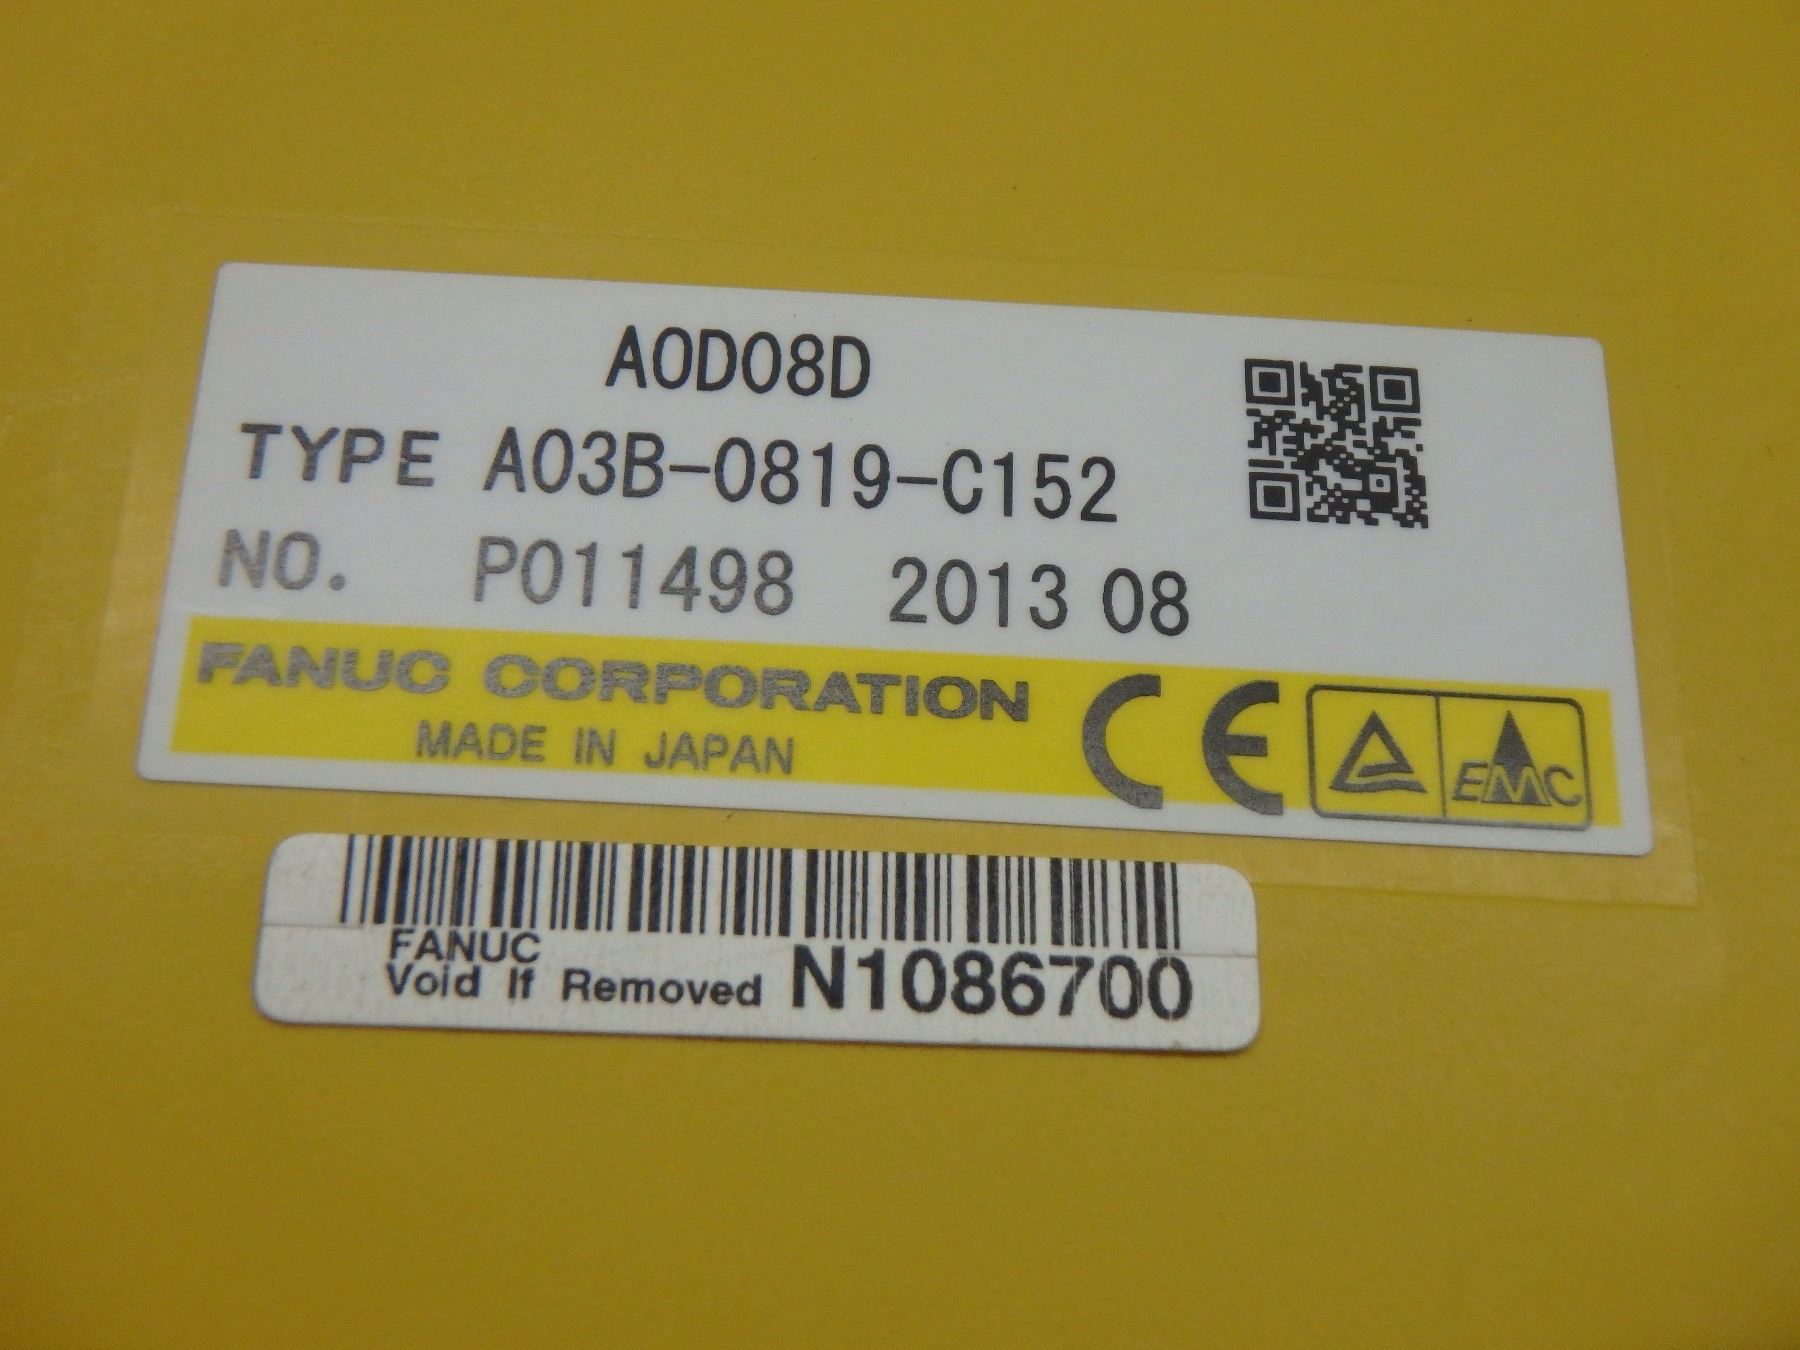 A0D08D
TYPE A03B-0819-C152
NO. P011498 2013 08
FANUC CORPORATION
MADE IN JAPAN
CE
EMC
FANUC
Void If Removed N1086700